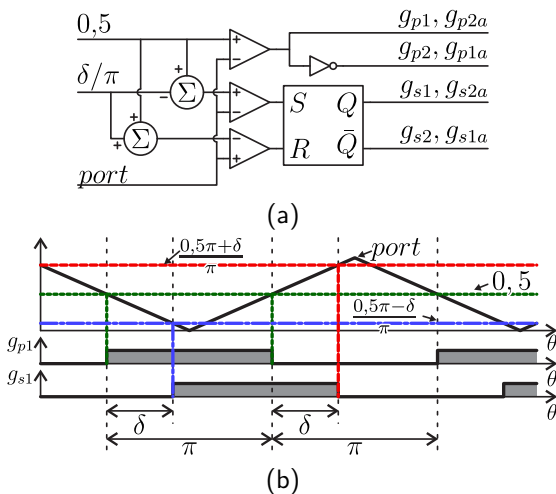 0,5
g_{p1}, g_{p2a}
g_{p2}, g_{p1a}
δ/π
+
−
+
−
Σ
+
−
S Q
g_{s1}, g_{s2a}
+
+
Σ
−
+
R Q̄
g_{s2}, g_{s1a}
port
(a)
0,5π+δ
π
port
0,5
0,5π−δ
π
θ
g_{p1}
θ
g_{s1}
θ
δ δ
π π
(b)